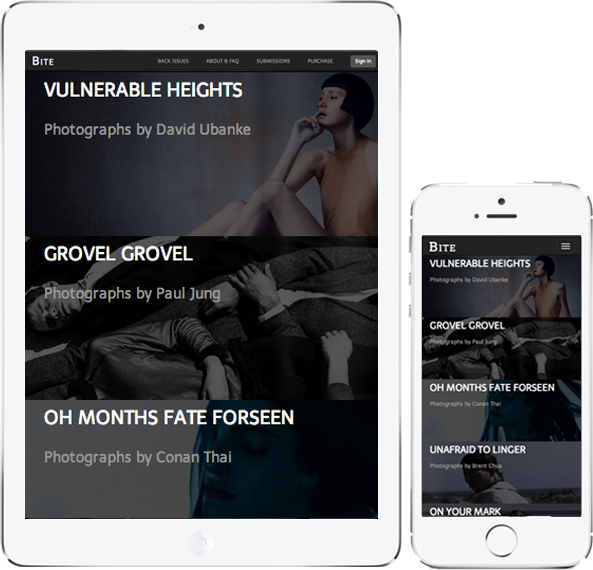 BITE
BACK ISSUES
ABOUT & FAQ
SUBMISSIONS
PURCHASE
Sign in
VULNERABLE HEIGHTS
Photographs by David Ubanke
GROVEL GROVEL
Photographs by Paul Jung
OH MONTHS FATE FORSEEN
Photographs by Conan Thai
BITE
VULNERABLE HEIGHTS
Photographs by David Ubanke
GROVEL GROVEL
Photographs by Paul Jung
OH MONTHS FATE FORSEEN
Photographs by Conan Thai
UNAFRAID TO LINGER
Photographs by Brent Chua
ON YOUR MARK